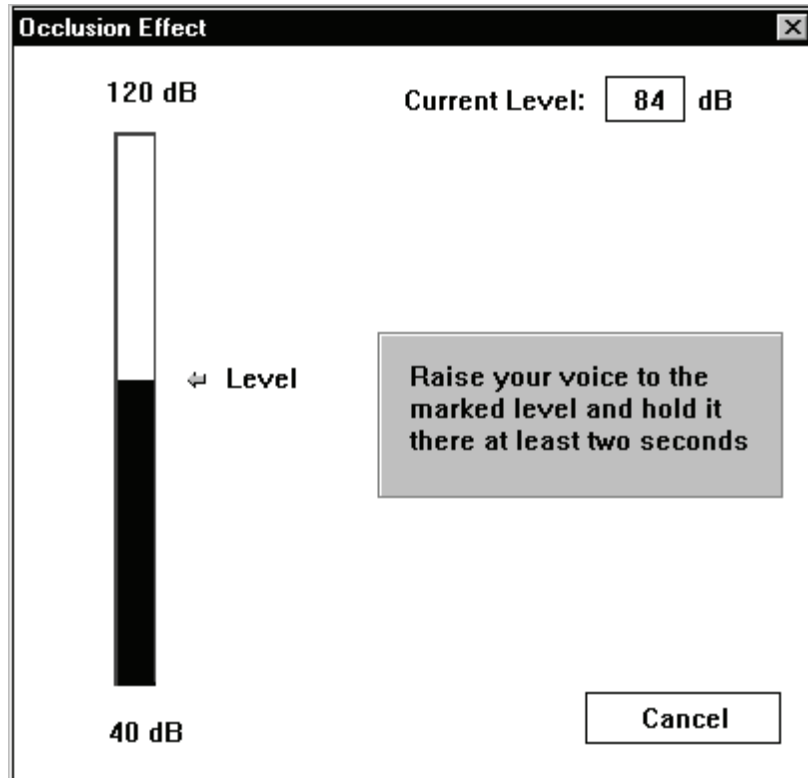 Occlusion Effect
120 dB
Current Level: 84 dB
Level
Raise your voice to the
marked level and hold it
there at least two seconds
40 dB
Cancel